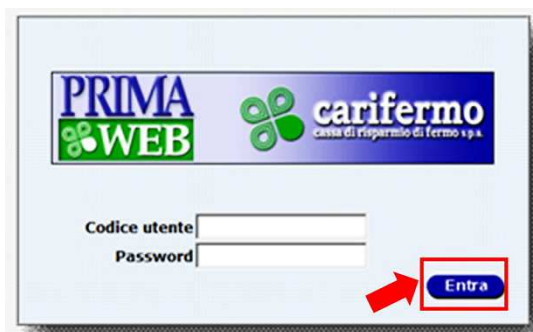 PRIMA
WEB
carifermo
cassa di risparmio di fermo s.p.a.
Codice utente
Password
Entra